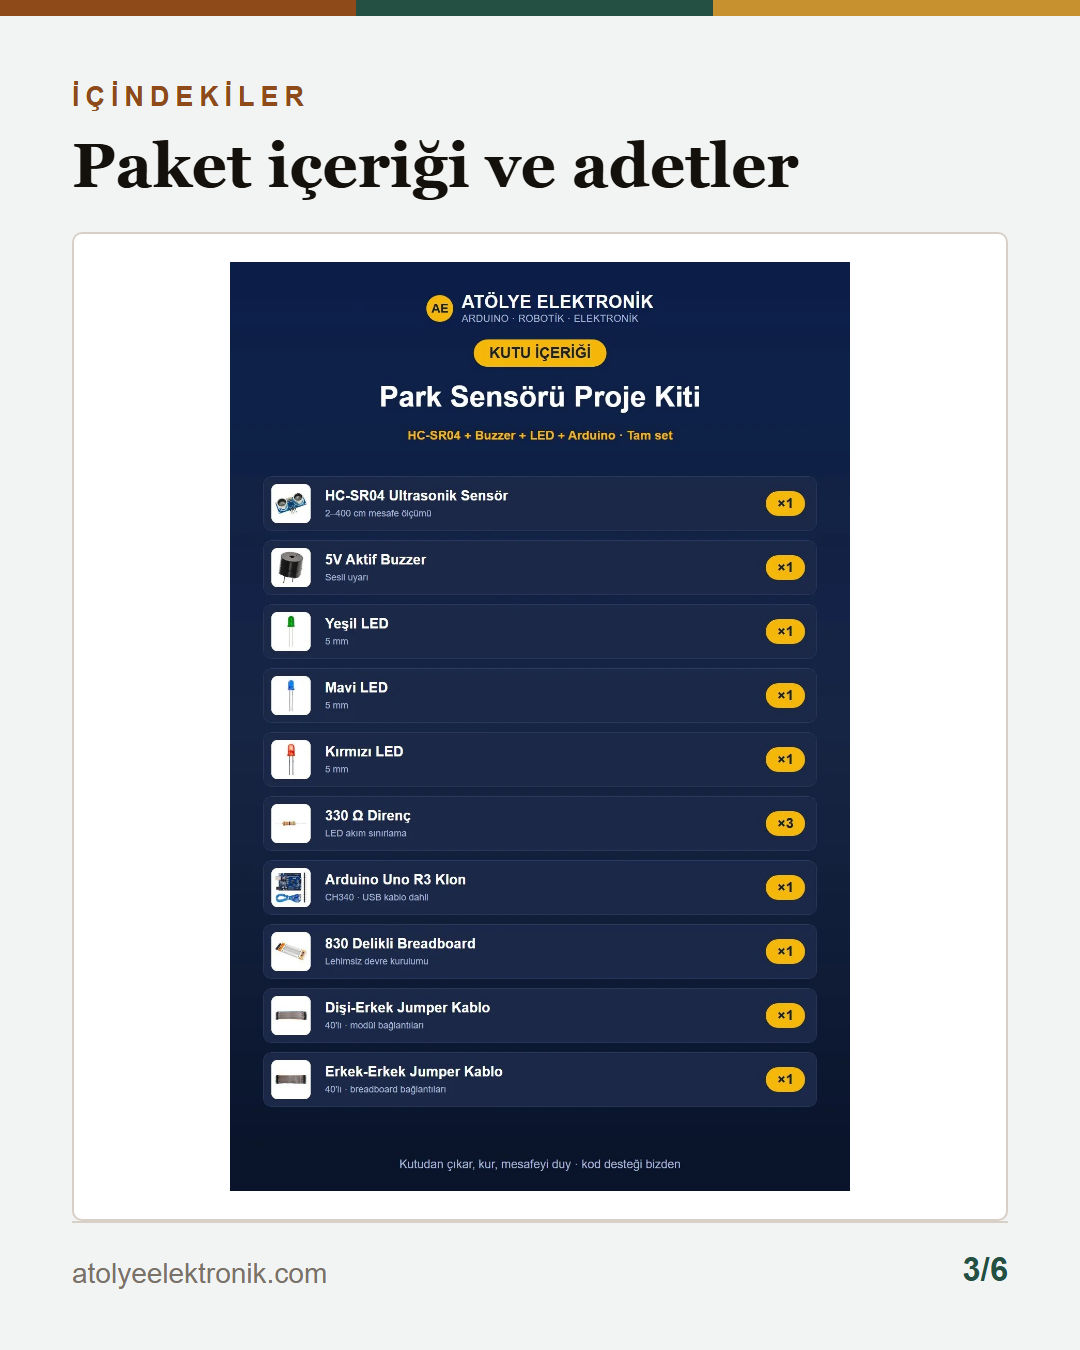 İÇİNDEKİLER
Paket içeriği ve adetler
AE
ATÖLYE ELEKTRONİK
ARDUINO · ROBOTİK · ELEKTRONİK
KUTU İÇERİĞİ
Park Sensörü Proje Kiti
HC-SR04 + Buzzer + LED + Arduino · Tam set
HC-SR04 Ultrasonik Sensör ×1
2–400 cm mesafe ölçümü
5V Aktif Buzzer ×1
Sesli uyarı
Yeşil LED ×1
5 mm
Mavi LED ×1
5 mm
Kırmızı LED ×1
5 mm
330 Ω Direnç ×3
LED akım sınırlama
Arduino Uno R3 Klon ×1
CH340 · USB kablo dahil
830 Delikli Breadboard ×1
Lehimsiz devre kurulumu
Dişi-Erkek Jumper Kablo ×1
40'lı · modül bağlantıları
Erkek-Erkek Jumper Kablo ×1
40'lı · breadboard bağlantıları
Kutudan çıkar, kur, mesafeyi duy · kod desteği bizden
atolyeelektronik.com
3/6